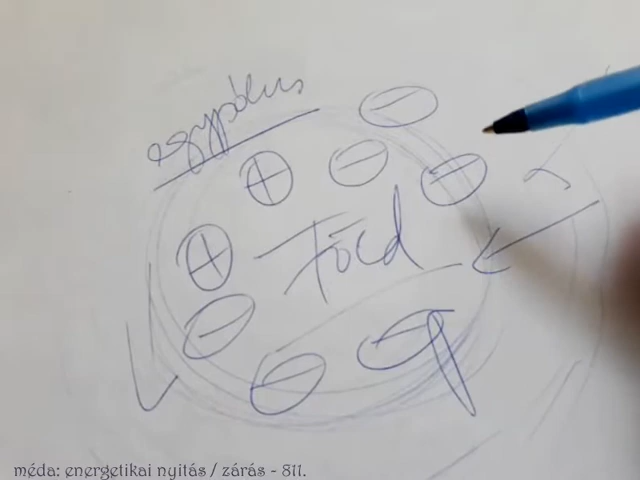 egypólus
Föld
méda: energetikai nyitás / zárás - 811.